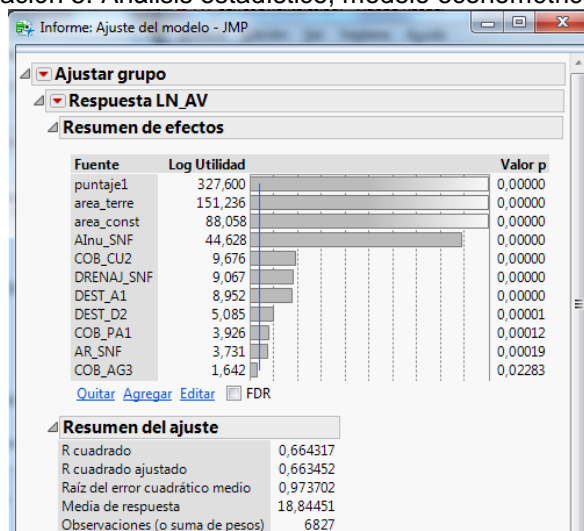 Informe: Ajuste del modelo - JMP
Ajustar grupo
Respuesta LN_AV
Resumen de efectos
Fuente Log Utilidad Valor p
puntaje1 327,600 0,00000
area_terre 151,236 0,00000
area_const 88,058 0,00000
AInu_SNF 44,628 0,00000
COB_CU2 9,676 0,00000
DRENAJ_SNF 9,067 0,00000
DEST_A1 8,952 0,00000
DEST_D2 5,085 0,00001
COB_PA1 3,926 0,00012
AR_SNF 3,731 0,00019
COB_AG3 1,642 0,02283
Quitar Agregar Editar FDR
Resumen del ajuste
R cuadrado 0,664317
R cuadrado ajustado 0,663452
Raíz del error cuadrático medio 0,973702
Media de respuesta 18,84451
Observaciones (o suma de pesos) 6827